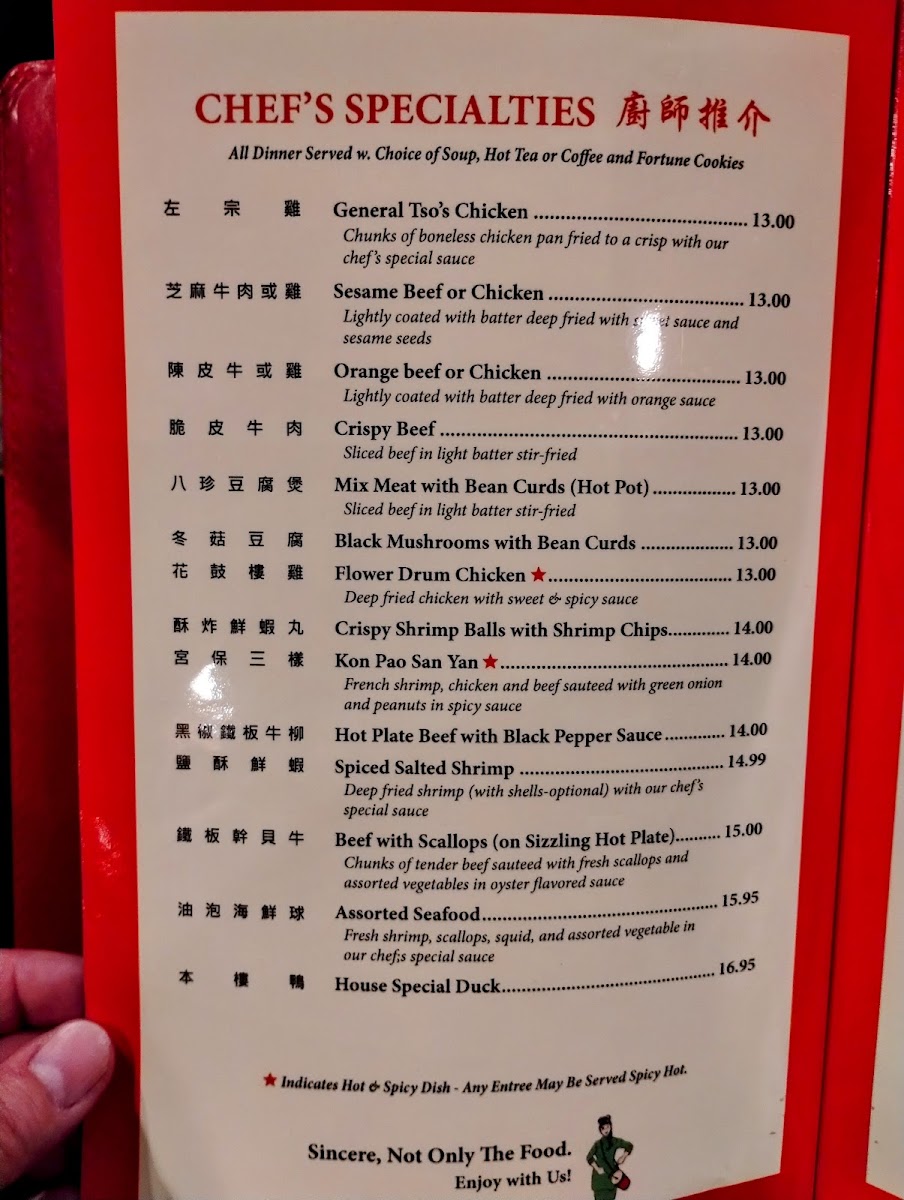 CHEF'S SPECIALTIES 廚師推介
All Dinner Served w. Choice of Soup, Hot Tea or Coffee and Fortune Cookies
左宗雞 General Tso's Chicken 13.00
Chunks of boneless chicken pan fried to a crisp with our
chef's special sauce
芝麻牛肉或雞 Sesame Beef or Chicken 13.00
Lightly coated with batter deep fried with sauce and
sesame seeds
陳皮牛或雞 Orange beef or Chicken 13.00
Lightly coated with batter deep fried with orange sauce
脆皮牛肉 Crispy Beef 13.00
Sliced beef in light batter stir-fried
八珍豆腐煲 Mix Meat with Bean Curds (Hot Pot) 13.00
Sliced beef in light batter stir-fried
冬菇豆腐 Black Mushrooms with Bean Curds 13.00
花鼓樓雞 Flower Drum Chicken ★ 13.00
Deep fried chicken with sweet & spicy sauce
酥炸鮮蝦丸 Crispy Shrimp Balls with Shrimp Chips 14.00
宮保三樣 Kon Pao San Yan ★ 14.00
French shrimp, chicken and beef sauteed with green onion
and peanuts in spicy sauce
黑椒鐵板牛柳 Hot Plate Beef with Black Pepper Sauce 14.00
鹽酥鮮蝦 Spiced Salted Shrimp 14.99
Deep fried shrimp (with shells-optional) with our chef's
special sauce
鐵板幹貝牛 Beef with Scallops (on Sizzling Hot Plate) 15.00
Chunks of tender beef sauteed with fresh scallops and
assorted vegetables in oyster flavored sauce
油泡海鮮球 Assorted Seafood 15.95
Fresh shrimp, scallops, squid, and assorted vegetable in
our chef;s special sauce
本樓鴨 House Special Duck 16.95
★ Indicates Hot & Spicy Dish - Any Entree May Be Served Spicy Hot.
Sincere, Not Only The Food.
Enjoy with Us!